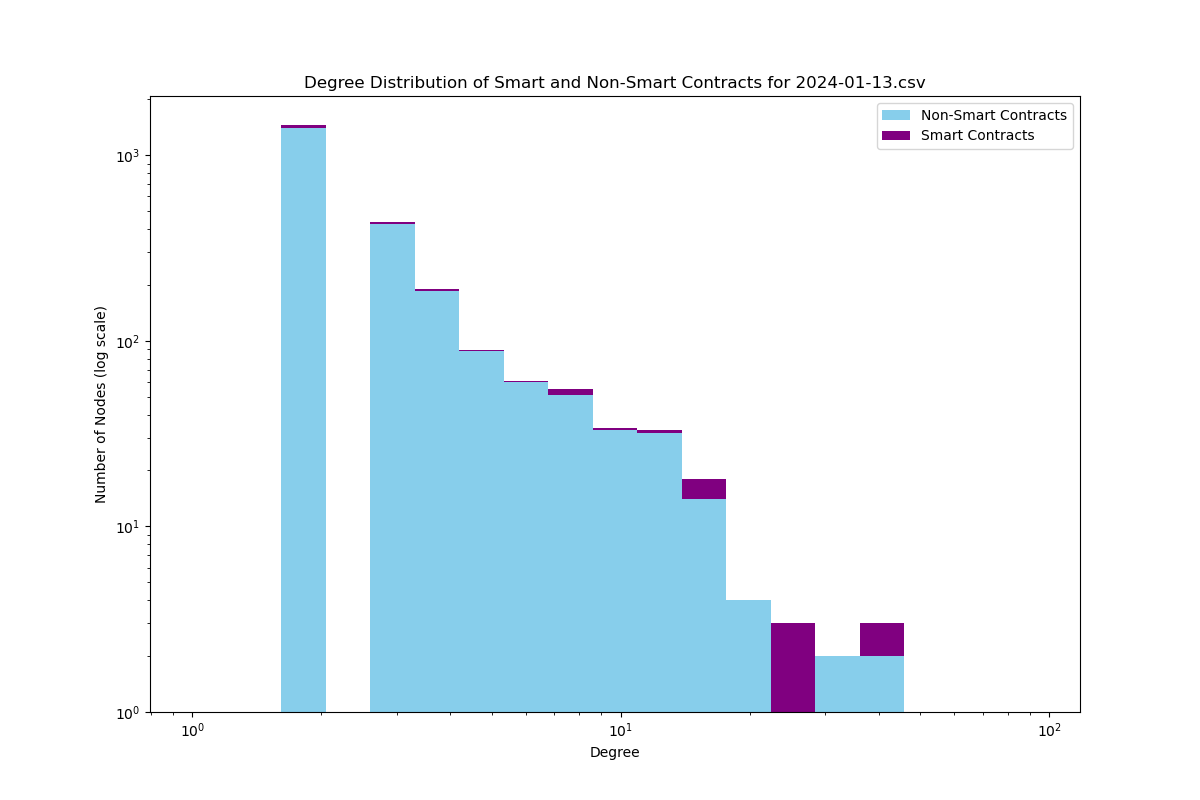 Degree Distribution of Smart and Non-Smart Contracts for 2024-01-13.csv
Non-Smart Contracts
Smart Contracts
Number of Nodes (log scale)
10³
10²
10¹
10⁰
10⁰ 10¹ 10²
Degree